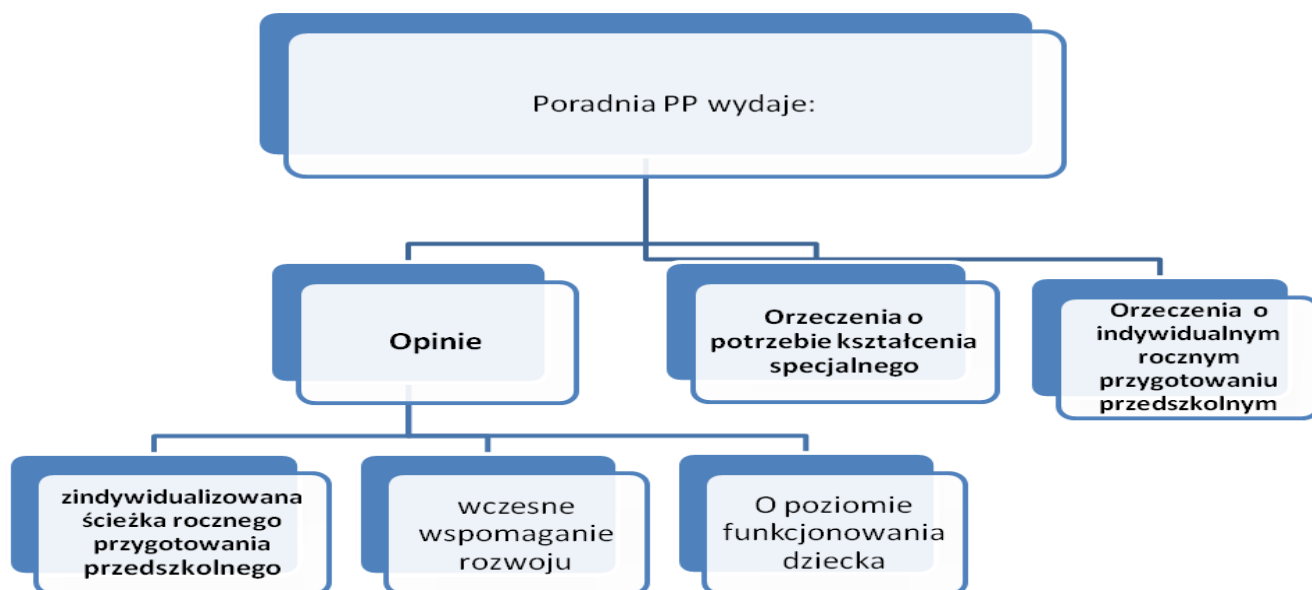 Poradnia PP wydaje:
Opinie
Orzeczenia o
potrzebie kształcenia
specjalnego
Orzeczenia o
indywidualnym
rocznym
przygotowaniu
przedszkolnym
zindywidualizowana
ścieżka rocznego
przygotowania
przedszkolnego
wczesne
wspomaganie
rozwoju
O poziomie
funkcjonowania
dziecka